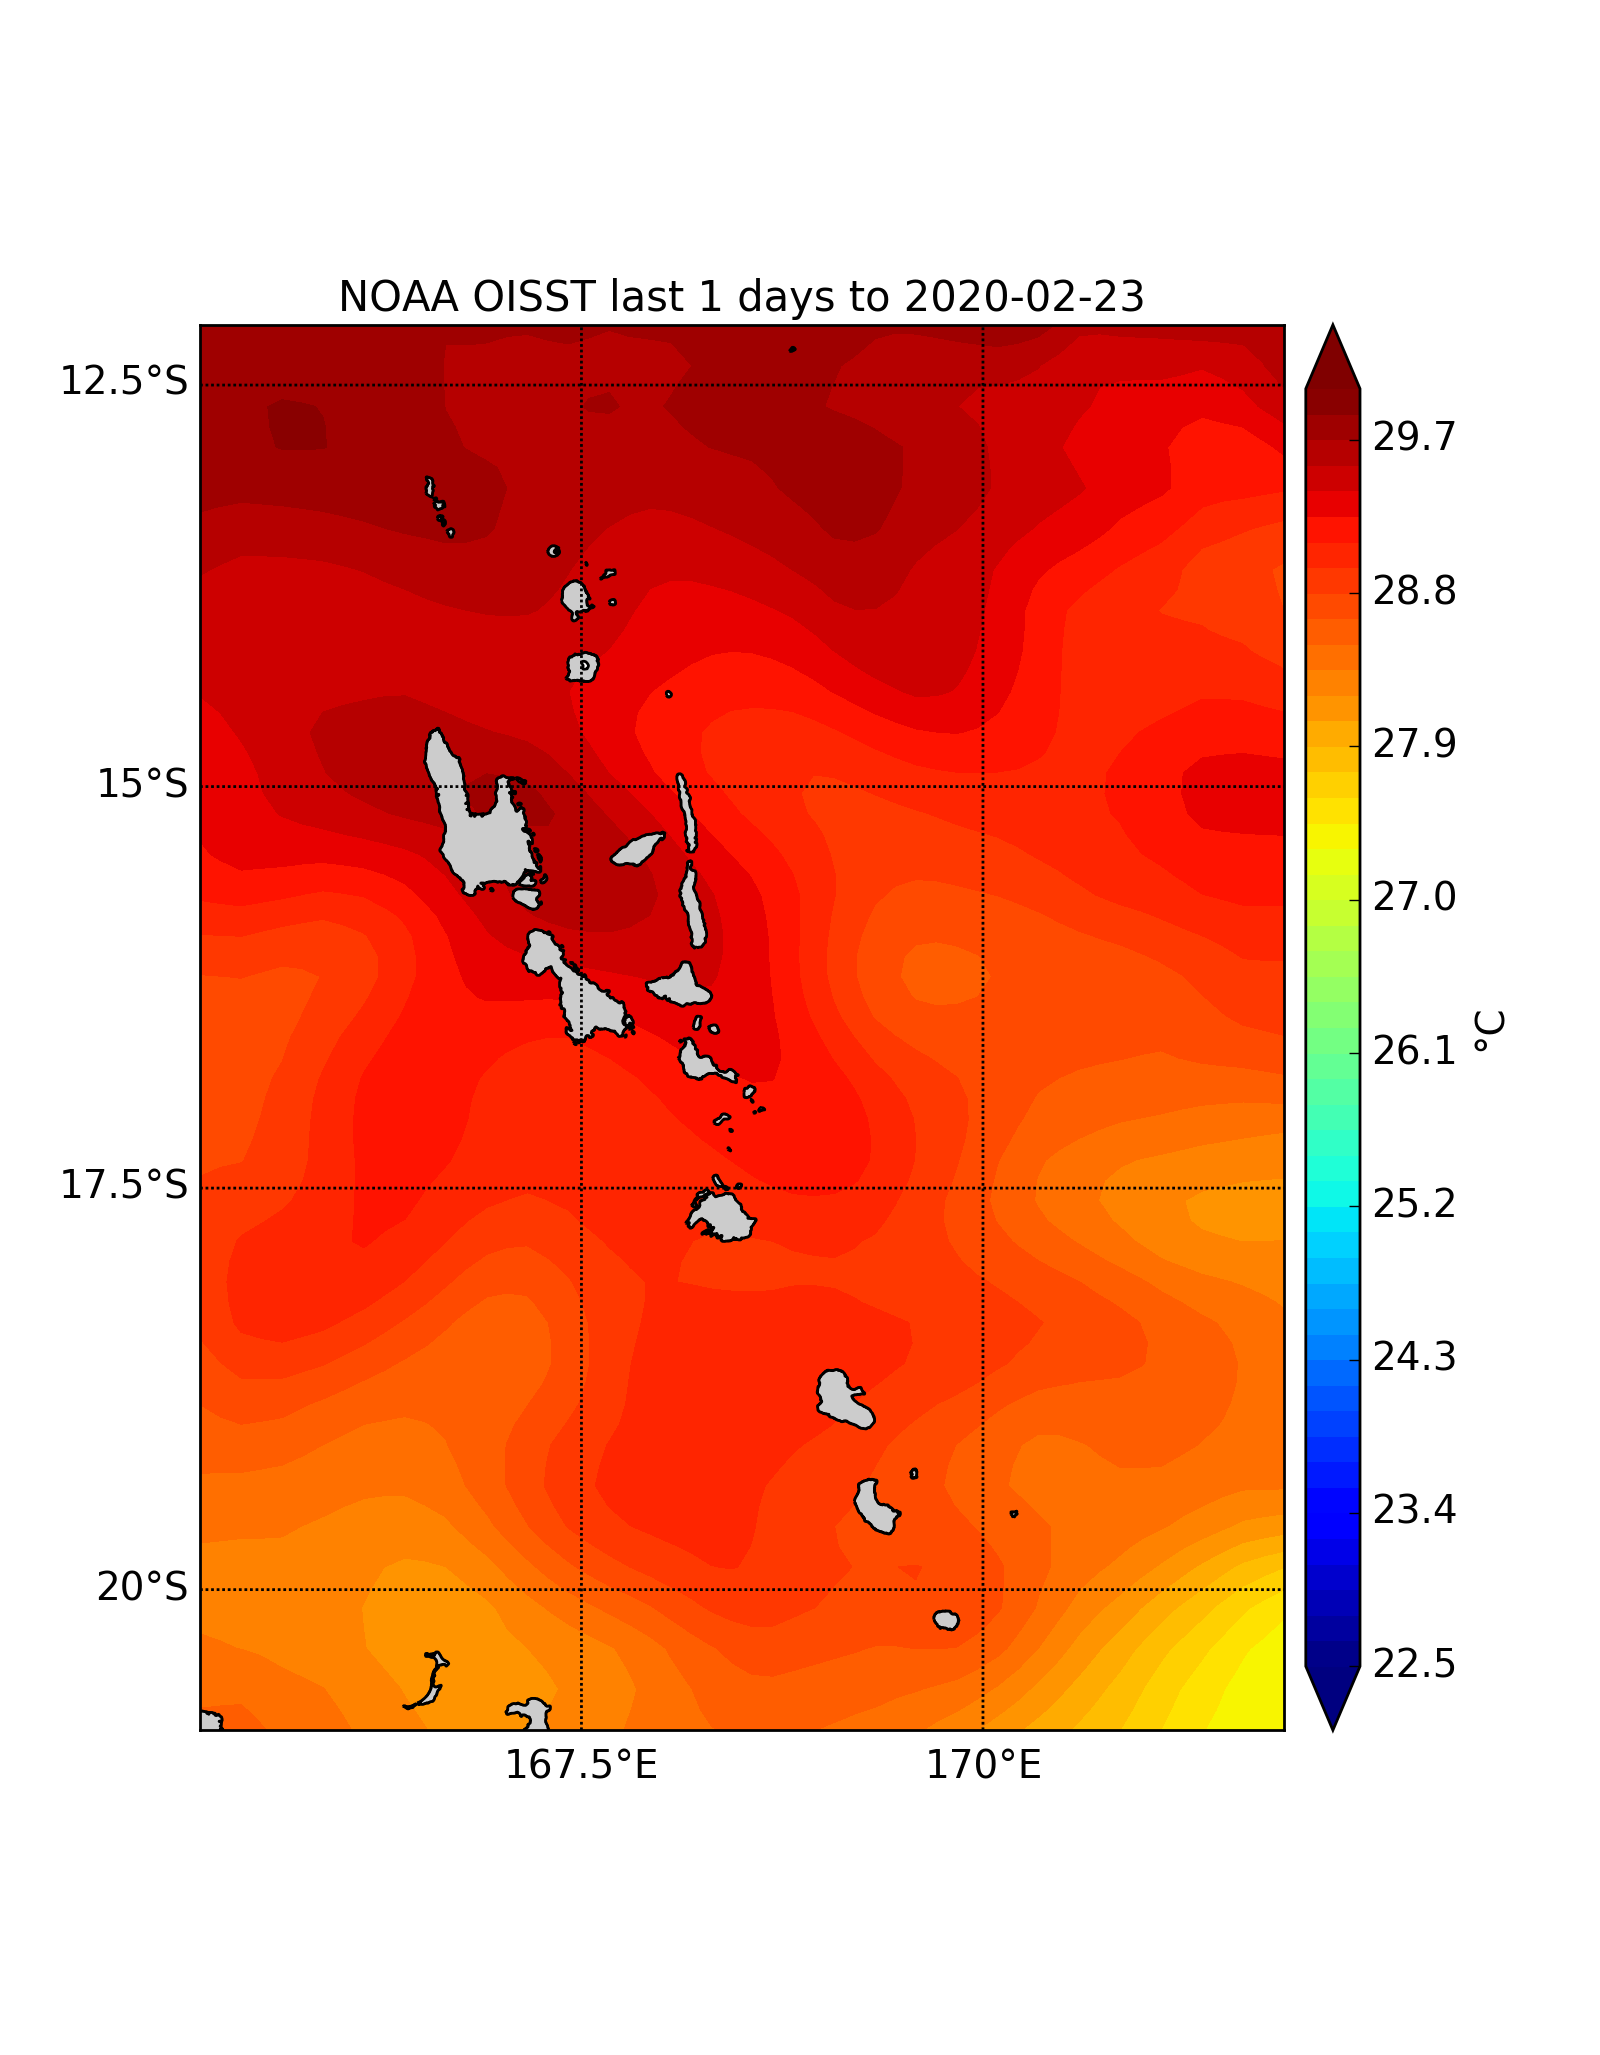 NOAA OISST last 1 days to 2020-02-23
12.5°S
15°S
17.5°S
20°S
167.5°E
170°E
29.7
28.8
27.9
27.0
26.1
25.2
24.3
23.4
22.5
°C